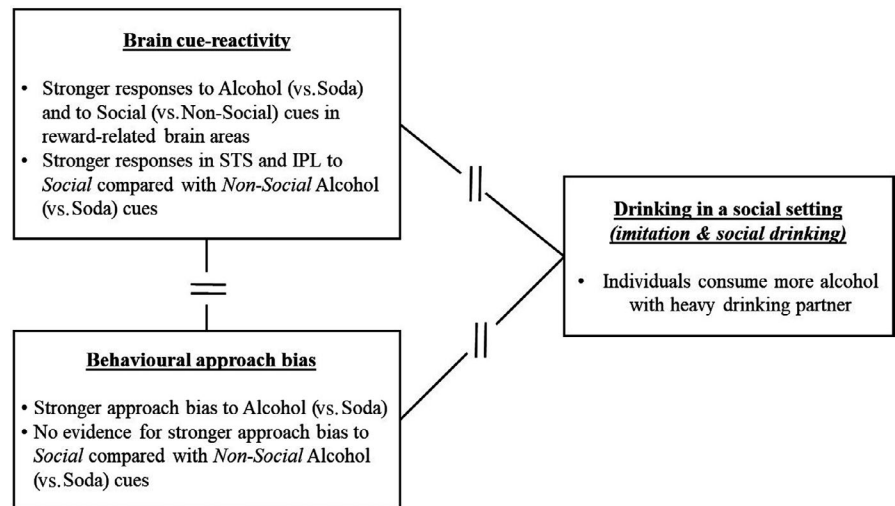 Brain cue-reactivity
• Stronger responses to Alcohol (vs.Soda)
and to Social (vs.Non-Social) cues in
reward-related brain areas
• Stronger responses in STS and IPL to
Social compared with Non-Social Alcohol
(vs.Soda) cues
Drinking in a social setting
(imitation & social drinking)
• Individuals consume more alcohol
with heavy drinking partner
Behavioural approach bias
• Stronger approach bias to Alcohol (vs. Soda)
• No evidence for stronger approach bias to
Social compared with Non-Social Alcohol
(vs.Soda) cues